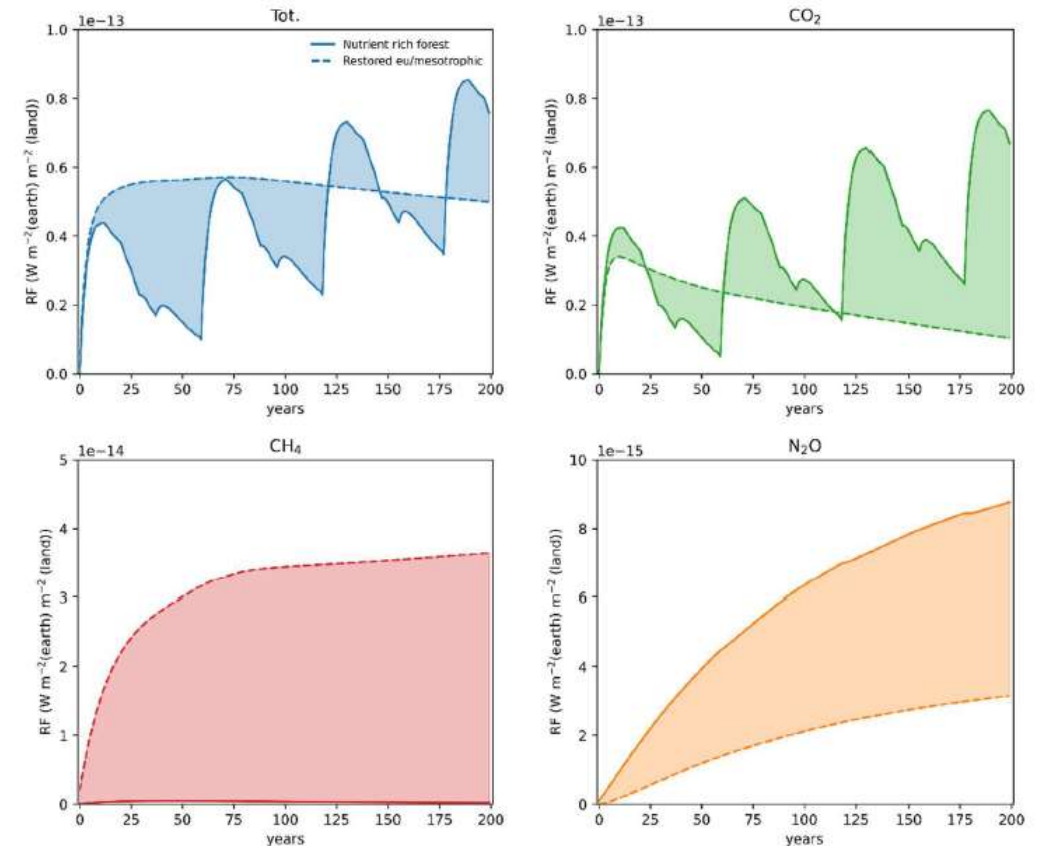 Tot.
1e−13
RF (W m−2(earth) m−2 (land))
1.0
0.8
0.6
0.4
0.2
0.0
Nutrient rich forest
Restored eu/mesotrophic
0 25 50 75 100 125 150 175 200
years
CO2
1e−13
RF (W m−2(earth) m−2 (land))
1.0
0.8
0.6
0.4
0.2
0.0
0 25 50 75 100 125 150 175 200
years
CH4
1e−14
RF (W m−2(earth) m−2 (land))
5
4
3
2
1
0
0 25 50 75 100 125 150 175 200
years
N2O
1e−15
RF (W m−2(earth) m−2 (land))
10
8
6
4
2
0
0 25 50 75 100 125 150 175 200
years